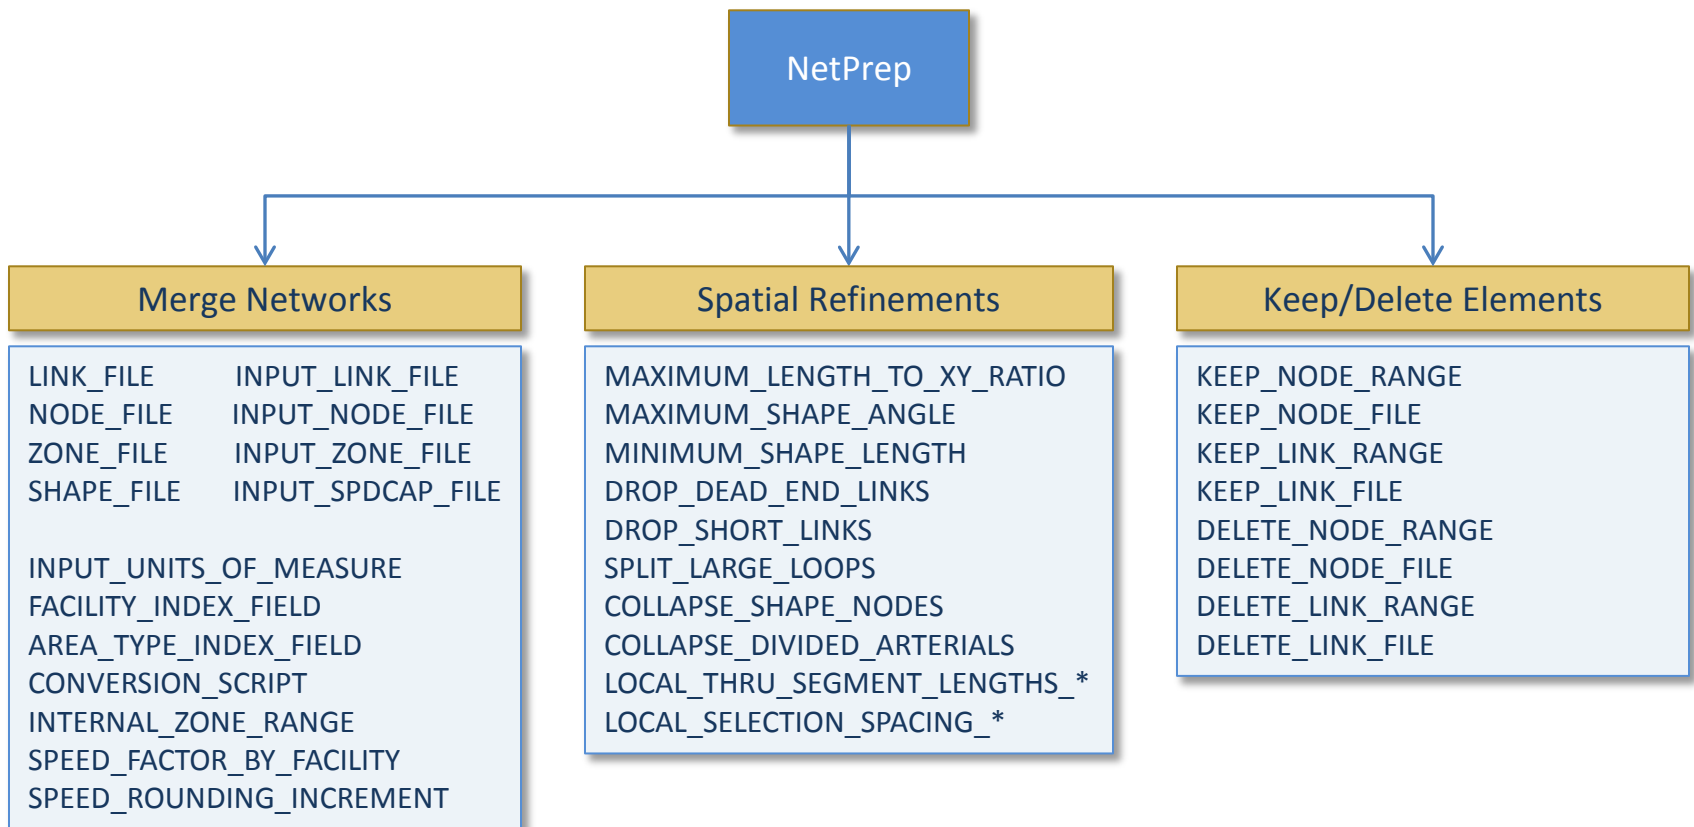 NetPrep
Merge Networks
LINK_FILE INPUT_LINK_FILE
NODE_FILE INPUT_NODE_FILE
ZONE_FILE INPUT_ZONE_FILE
SHAPE_FILE INPUT_SPDCAP_FILE
INPUT_UNITS_OF_MEASURE
FACILITY_INDEX_FIELD
AREA_TYPE_INDEX_FIELD
CONVERSION_SCRIPT
INTERNAL_ZONE_RANGE
SPEED_FACTOR_BY_FACILITY
SPEED_ROUNDING_INCREMENT
Spatial Refinements
MAXIMUM_LENGTH_TO_XY_RATIO
MAXIMUM_SHAPE_ANGLE
MINIMUM_SHAPE_LENGTH
DROP_DEAD_END_LINKS
DROP_SHORT_LINKS
SPLIT_LARGE_LOOPS
COLLAPSE_SHAPE_NODES
COLLAPSE_DIVIDED_ARTERIALS
LOCAL_THRU_SEGMENT_LENGTHS_*
LOCAL_SELECTION_SPACING_*
Keep/Delete Elements
KEEP_NODE_RANGE
KEEP_NODE_FILE
KEEP_LINK_RANGE
KEEP_LINK_FILE
DELETE_NODE_RANGE
DELETE_NODE_FILE
DELETE_LINK_RANGE
DELETE_LINK_FILE